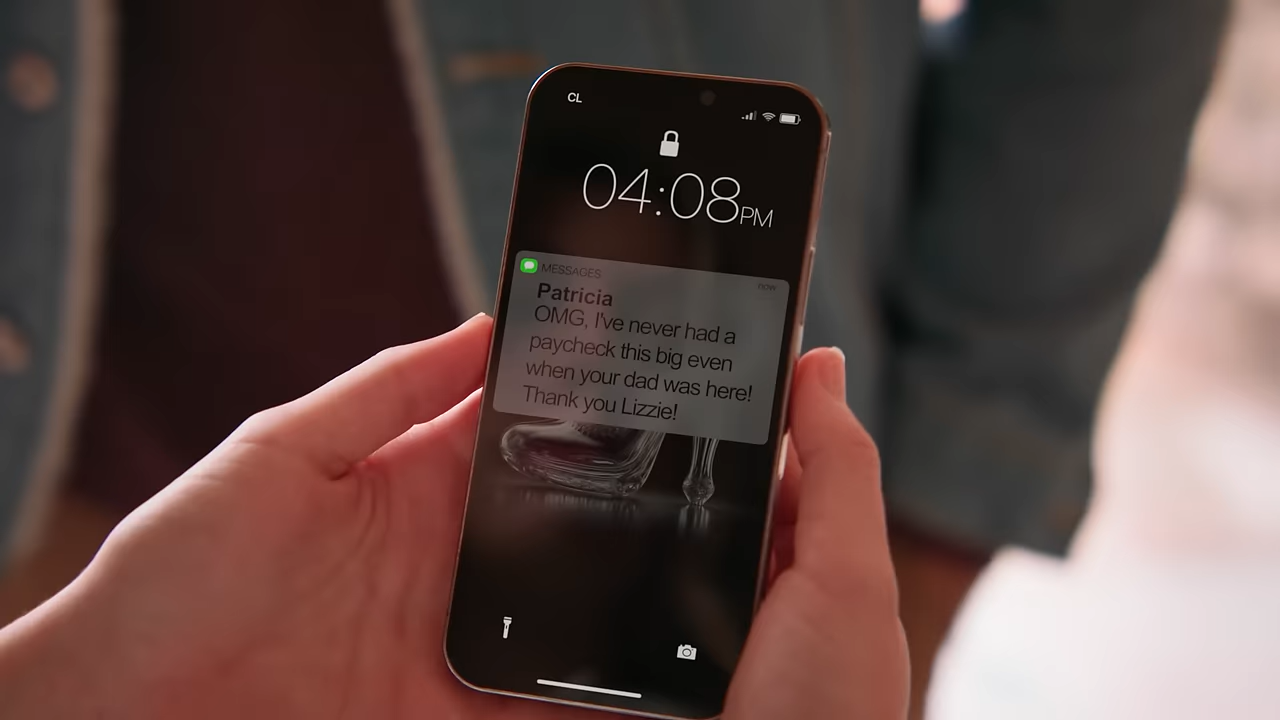 CL
04:08PM
MESSAGES
now
Patricia
OMG, I've never had a
paycheck this big even
when your dad was here!
Thank you Lizzie!